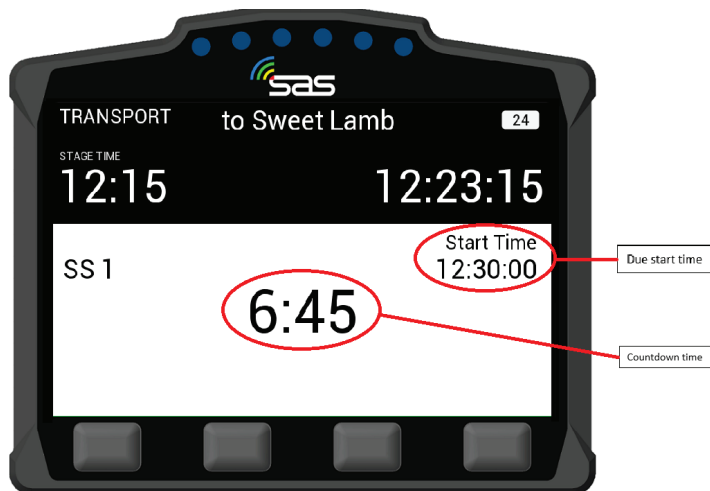 sas
TRANSPORT to Sweet Lamb 24
STAGE TIME
12:15 12:23:15
Start Time
12:30:00
SS 1
6:45
Due start time
Countdown time